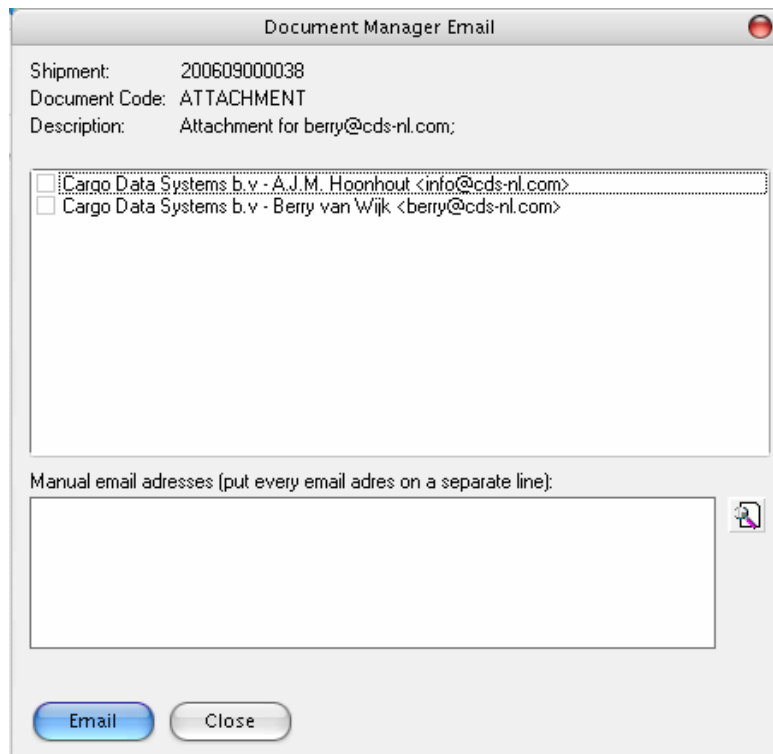 Document Manager Email
Shipment: 200609000038
Document Code: ATTACHMENT
Description: Attachment for berry@cds-nl.com;
Cargo Data Systems b.v - A.J.M. Hoonhout <info@cds-nl.com>
Cargo Data Systems b.v - Berry van Wijk <berry@cds-nl.com>
Manual email adresses (put every email adres on a separate line):
Email Close